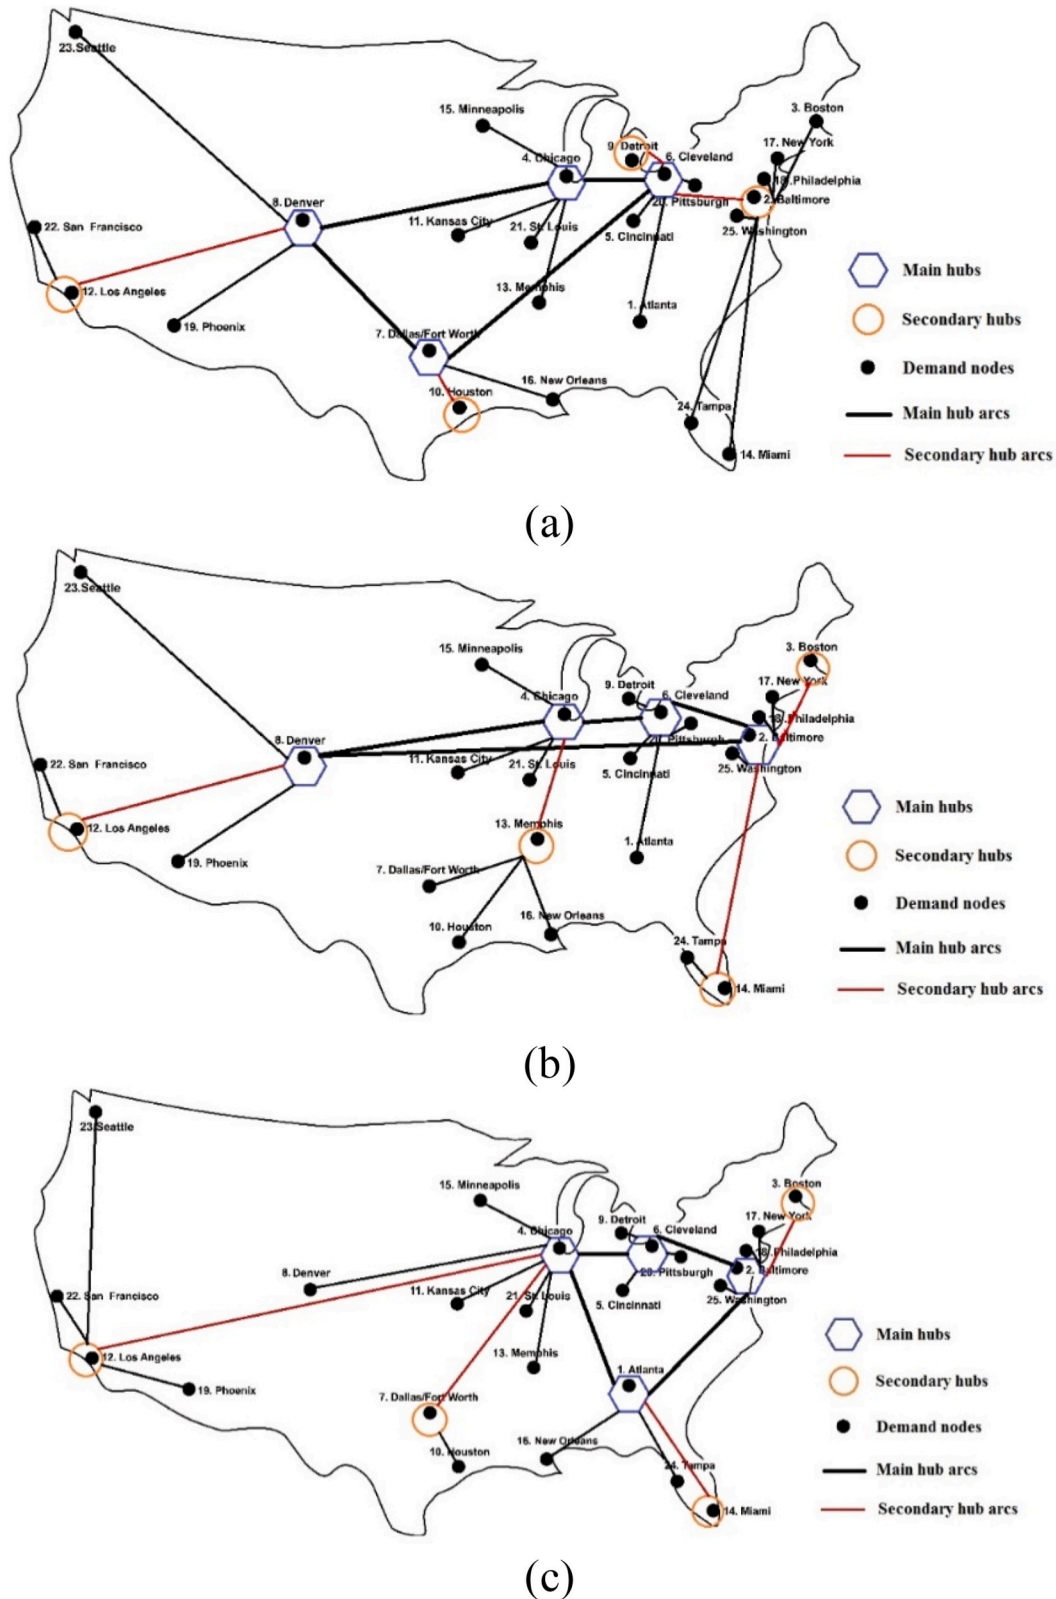 23.Seattle
3. Boston
15. Minneapolis
17. New York
9. Detroit
4. Chicago
6. Cleveland
18. Philadelphia
8. Denver
20. Pittsburgh
2. Baltimore
11. Kansas City
21. St. Louis
5. Cincinnati
25. Washington
22. San Francisco
Main hubs
12. Los Angeles
13. Memphis
1. Atlanta
19. Phoenix
Secondary hubs
7. Dallas/Fort Worth
Demand nodes
16. New Orleans
10. Houston
24. Tampa
Main hub arcs
14. Miami
Secondary hub arcs
(a)
23.Seattle
3. Boston
15. Minneapolis
17. New York
9. Detroit
4. Chicago
6. Cleveland
18. Philadelphia
8. Denver
Pittsburgh
2. Baltimore
11. Kansas City
21. St. Louis
5. Cincinnati
25. Washington
22. San Francisco
Main hubs
12. Los Angeles
13. Memphis
1. Atlanta
19. Phoenix
Secondary hubs
7. Dallas/Fort Worth
Demand nodes
16. New Orleans
10. Houston
24. Tampa
Main hub arcs
14. Miami
Secondary hub arcs
(b)
23.Seattle
3. Boston
15. Minneapolis
17. New York
9. Detroit
4. Chicago
6. Cleveland
18. Philadelphia
8. Denver
20. Pittsburgh
2. Baltimore
11. Kansas City
21. St. Louis
5. Cincinnati
25. Washington
22. San Francisco
Main hubs
12. Los Angeles
13. Memphis
1. Atlanta
19. Phoenix
Secondary hubs
7. Dallas/Fort Worth
Demand nodes
16. New Orleans
10. Houston
24. Tampa
Main hub arcs
14. Miami
Secondary hub arcs
(c)